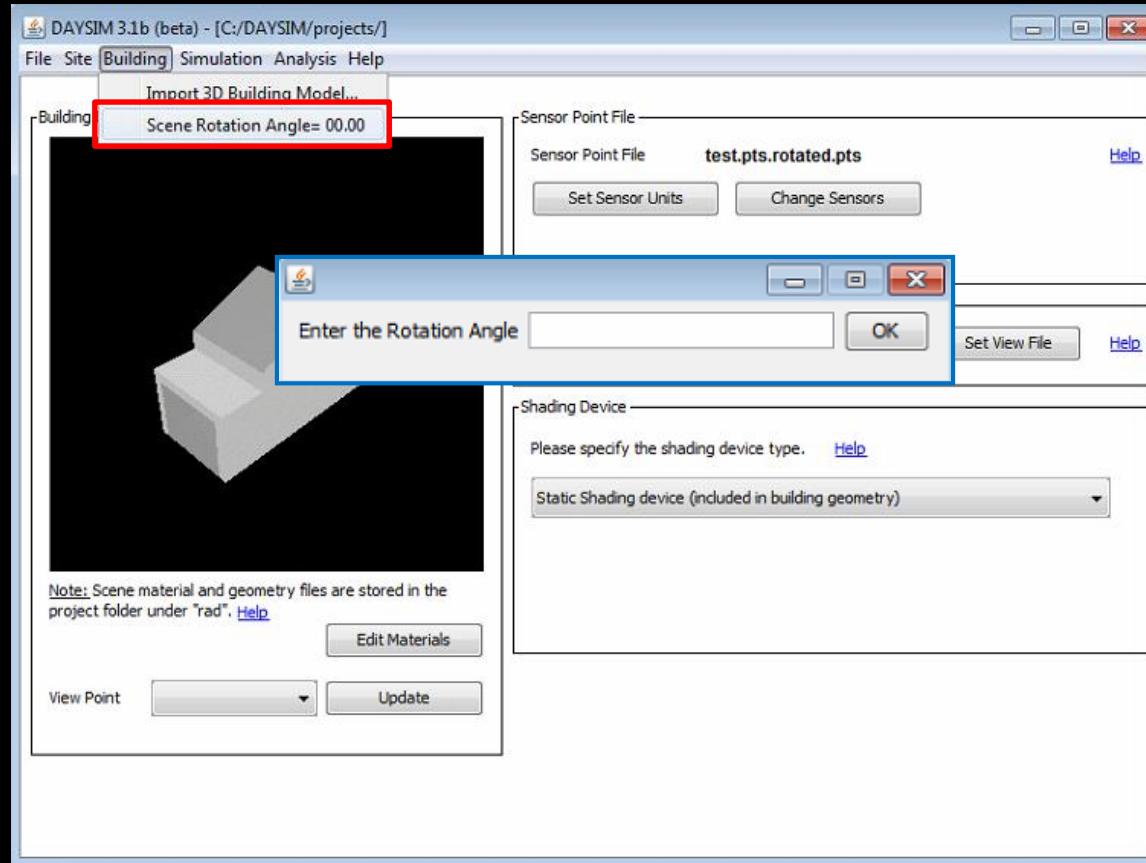 DAYSIM 3.1b (beta) - [C:/DAYSIM/projects/]
File Site Building Simulation Analysis Help
Import 3D Building Model...
Scene Rotation Angle= 00.00
Building
Sensor Point File
Sensor Point File test.pts.rotated.pts Help
Set Sensor Units Change Sensors
Enter the Rotation Angle OK
Set View File Help
Shading Device
Please specify the shading device type. Help
Static Shading device (included in building geometry)
Note: Scene material and geometry files are stored in the
project folder under "rad". Help
Edit Materials
View Point Update